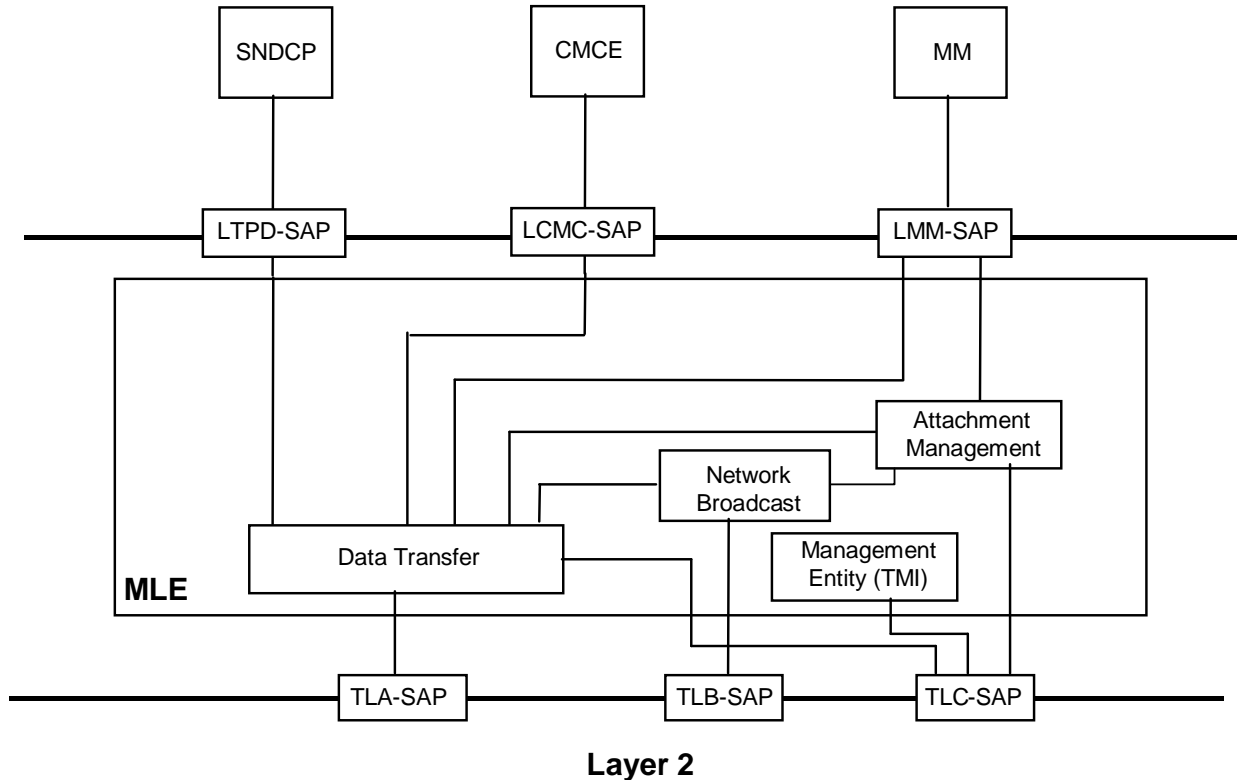 SNDCP
CMCE
MM
LTPD-SAP
LCMC-SAP
LMM-SAP
Attachment
Management
Network
Broadcast
Management
Entity (TMI)
Data Transfer
MLE
TLA-SAP
TLB-SAP
TLC-SAP
Layer 2